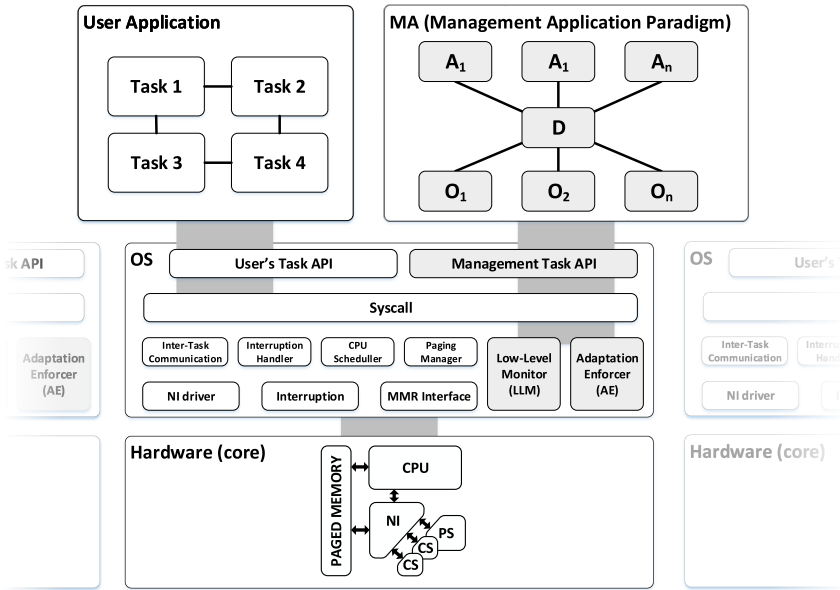 User Application
Task 1
Task 2
Task 3
Task 4
MA (Management Application Paradigm)
A1
A1
An
D
O1
O2
On
sk API
Adaptation
Enforcer
(AE)
OS
User's Task API
Management Task API
Syscall
Inter-Task
Communication
Interruption
Handler
CPU
Scheduller
Paging
Manager
Low-Level
Monitor
(LLM)
Adaptation
Enforcer
(AE)
NI driver
Interruption
MMR Interface
OS
User's
Inter-Task
Communication
Interru
Hand
NI driver
Hardware (core)
PAGED MEMORY
CPU
NI
PS
CS
CS
Hardware (core)